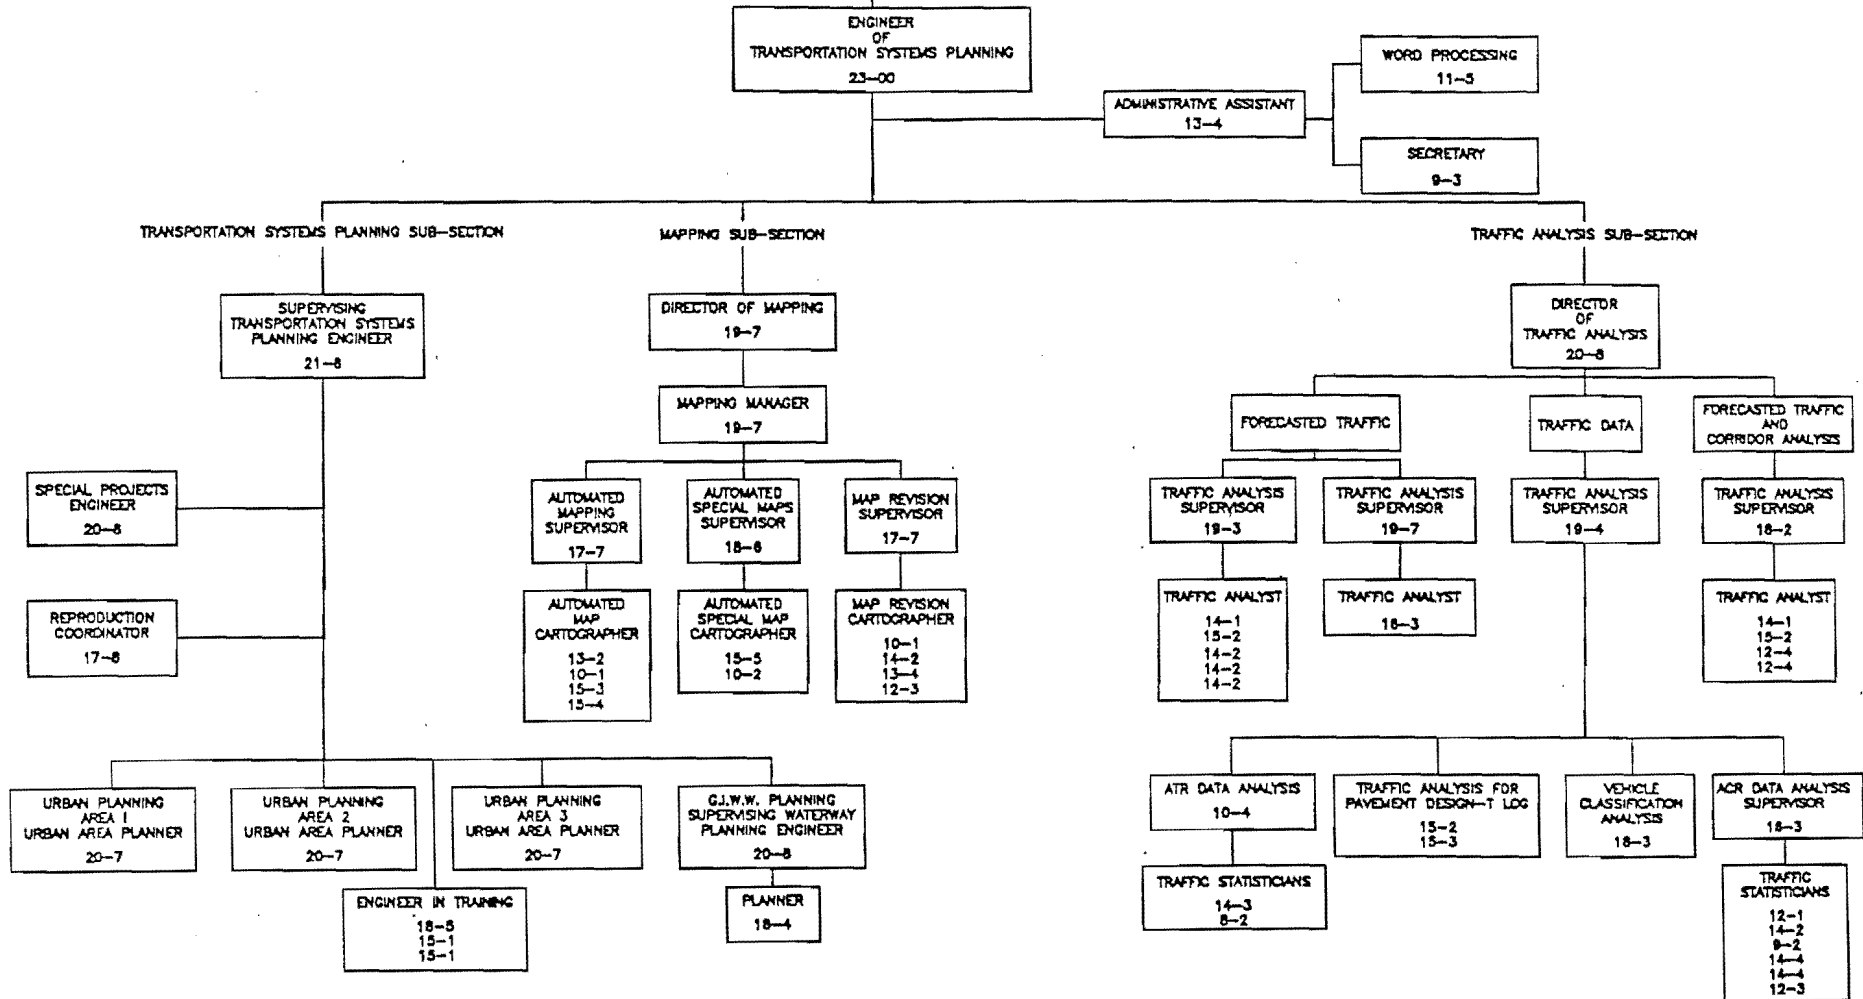 ENGINEER
OF
TRANSPORTATION SYSTEMS PLANNING
23-00
WORD PROCESSING
11-5
ADMINISTRATIVE ASSISTANT
13-4
SECRETARY
9-3
TRANSPORTATION SYSTEMS PLANNING SUB-SECTION
MAPPING SUB-SECTION
TRAFFIC ANALYSIS SUB-SECTION
SUPERVISING
TRANSPORTATION SYSTEMS
PLANNING ENGINEER
21-8
DIRECTOR OF MAPPING
19-7
DIRECTOR
OF
TRAFFIC ANALYSIS
20-8
MAPPING MANAGER
19-7
FORECASTED TRAFFIC
TRAFFIC DATA
FORECASTED TRAFFIC
AND
CORRIDOR ANALYSIS
SPECIAL PROJECTS
ENGINEER
20-8
AUTOMATED
MAPPING
SUPERVISOR
17-7
AUTOMATED
SPECIAL MAPS
SUPERVISOR
18-6
MAP REVISION
SUPERVISOR
17-7
TRAFFIC ANALYSIS
SUPERVISOR
19-3
TRAFFIC ANALYSIS
SUPERVISOR
19-7
TRAFFIC ANALYSIS
SUPERVISOR
19-4
TRAFFIC ANALYSIS
SUPERVISOR
18-2
REPRODUCTION
COORDINATOR
17-8
AUTOMATED
MAP
CARTOGRAPHER
13-2
10-1
15-3
15-4
AUTOMATED
SPECIAL MAP
CARTOGRAPHER
15-5
10-2
MAP REVISION
CARTOGRAPHER
10-1
14-2
13-4
12-3
TRAFFIC ANALYST
14-1
15-2
14-2
14-2
14-2
TRAFFIC ANALYST
18-3
TRAFFIC ANALYST
14-1
15-2
12-4
12-4
URBAN PLANNING
AREA 1
URBAN AREA PLANNER
20-7
URBAN PLANNING
AREA 2
URBAN AREA PLANNER
20-7
URBAN PLANNING
AREA 3
URBAN AREA PLANNER
20-7
G.I.W.W. PLANNING
SUPERVISING WATERWAY
PLANNING ENGINEER
20-8
ENGINEER IN TRAINING
18-5
15-1
15-1
PLANNER
18-4
ATR DATA ANALYSIS
10-4
TRAFFIC ANALYSIS FOR
PAVEMENT DESIGN-T LOG
15-2
15-3
VEHICLE
CLASSIFICATION
ANALYSIS
18-3
ACR DATA ANALYSIS
SUPERVISOR
18-3
TRAFFIC STATISTICIANS
14-3
8-2
TRAFFIC
STATISTICIANS
12-1
14-2
9-2
14-4
14-4
12-3